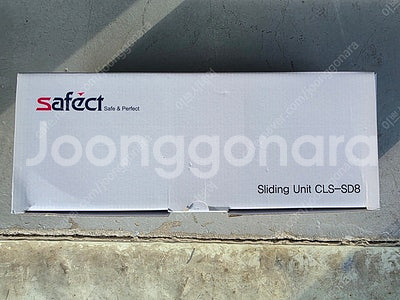 safect Safe & Perfect
Joonggonara
Sliding Unit CLS-SD8